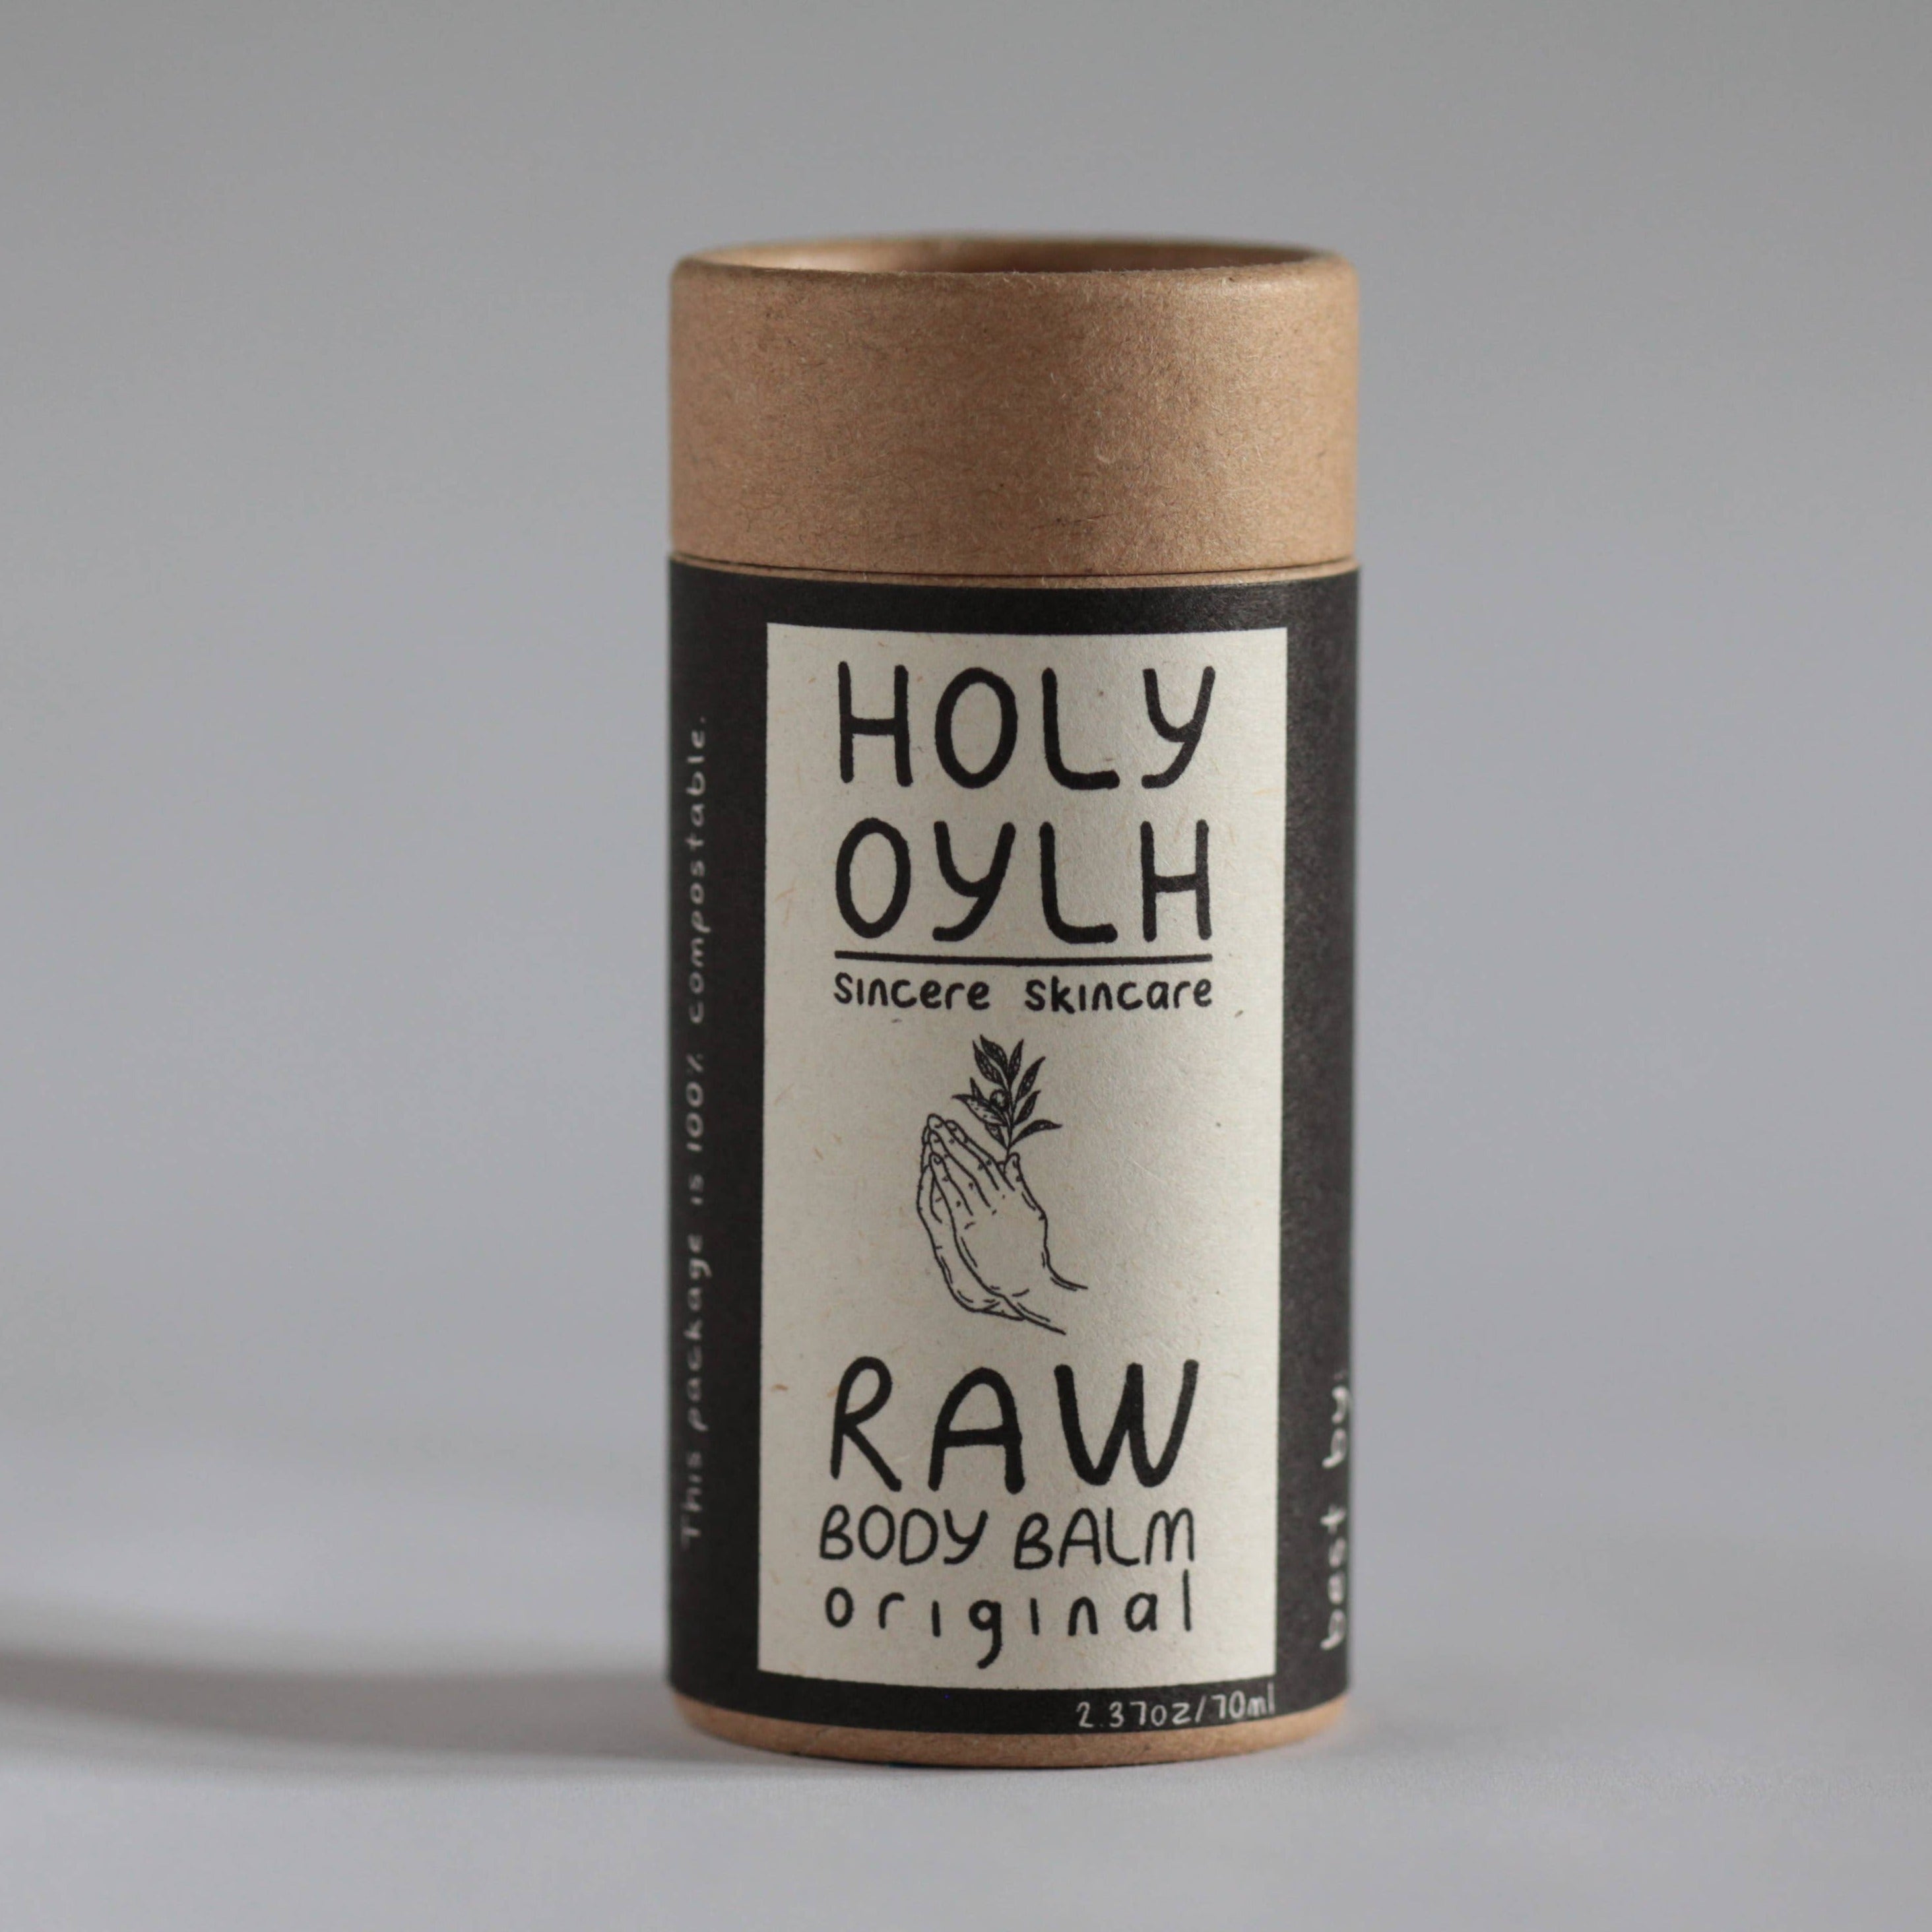 HOLY
OYLH
sincere skincare
RAW
BODY BALM
original
2.37oz/70ml
This package is 100% compostable.
best by: